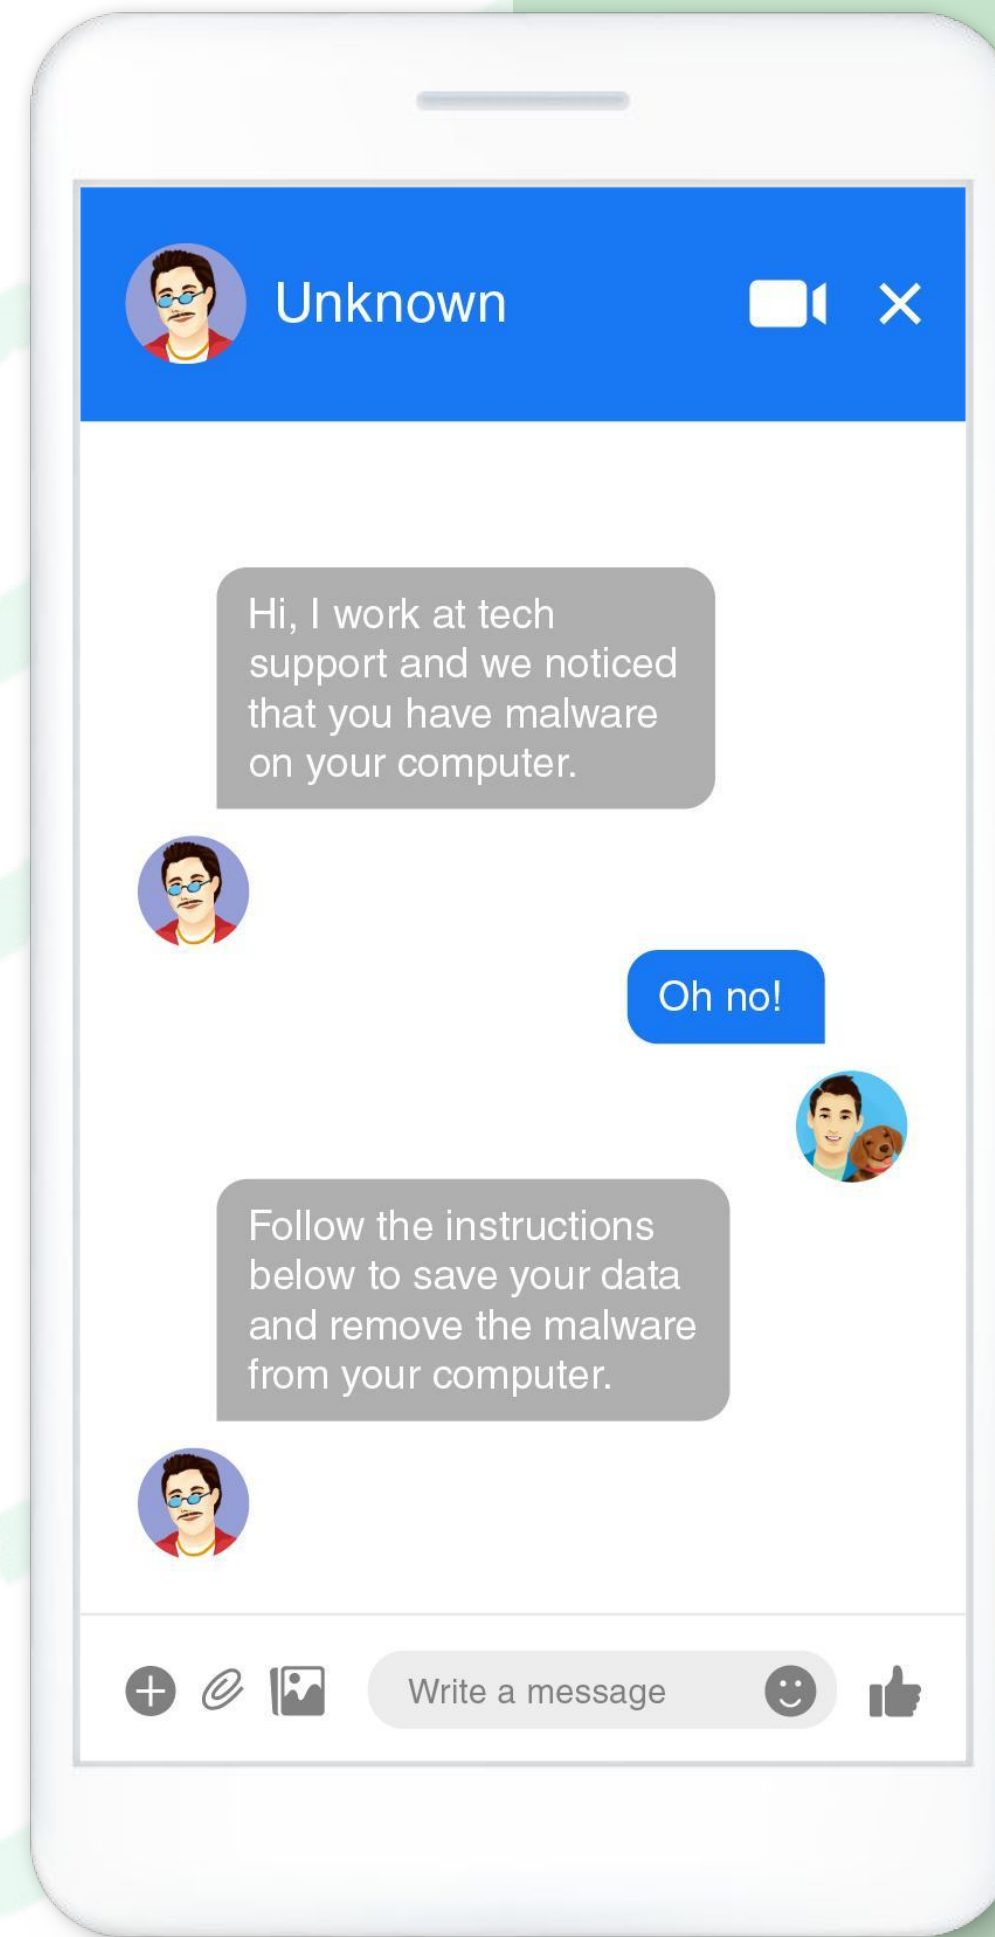 Unknown
Hi, I work at tech
support and we noticed
that you have malware
on your computer.
Oh no!
Follow the instructions
below to save your data
and remove the malware
from your computer.
Write a message